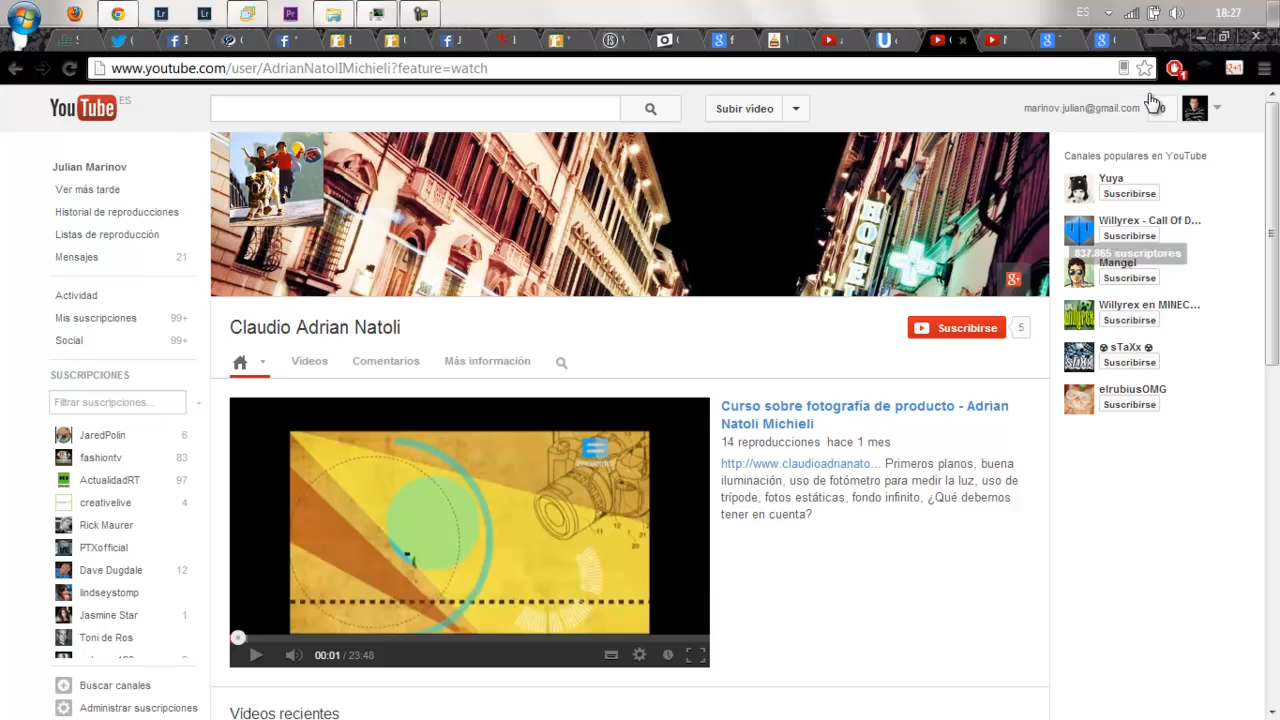 ES
18:27
www.youtube.com/user/AdrianNatolIMichieli?feature=watch
YouTube ES
Subir vídeo
marinov.julian@gmail.com
Julian Marinov
Ver más tarde
Historial de reproducciones
Listas de reproducción
Mensajes 21
Actividad
Mis suscripciones 99+
Social 99+
SUSCRIPCIONES
Filtrar suscripciones...
JaredPolin 6
fashiontv 83
ActualidadRT 97
creativelive 4
Rick Maurer
PTXofficial
Dave Dugdale 12
lindseystomp
Jasmine Star 1
Toni de Ros
Buscar canales
Administrar suscripciones
HOTE
Claudio Adrian Natoli
Suscribirse 5
Vídeos
Comentarios
Más información
encuentro
Curso sobre fotografía de producto - Adrian
Natoli Michieli
14 reproducciones hace 1 mes
http://www.claudioadrianato... Primeros planos, buena
iluminación, uso de fotómetro para medir la luz, uso de
trípode, fotos estáticas, fondo infinito, ¿Qué debemos
tener en cuenta?
00:01 / 23:48
Vídeos recientes
Canales populares en YouTube
Yuya
Suscribirse
Willyrex - Call Of D...
Suscribirse
837.865 suscriptores
Mangel
Suscribirse
Willyrex en MINEC...
Suscribirse
☢ sTaXx ☢
Suscribirse
elrubiusOMG
Suscribirse